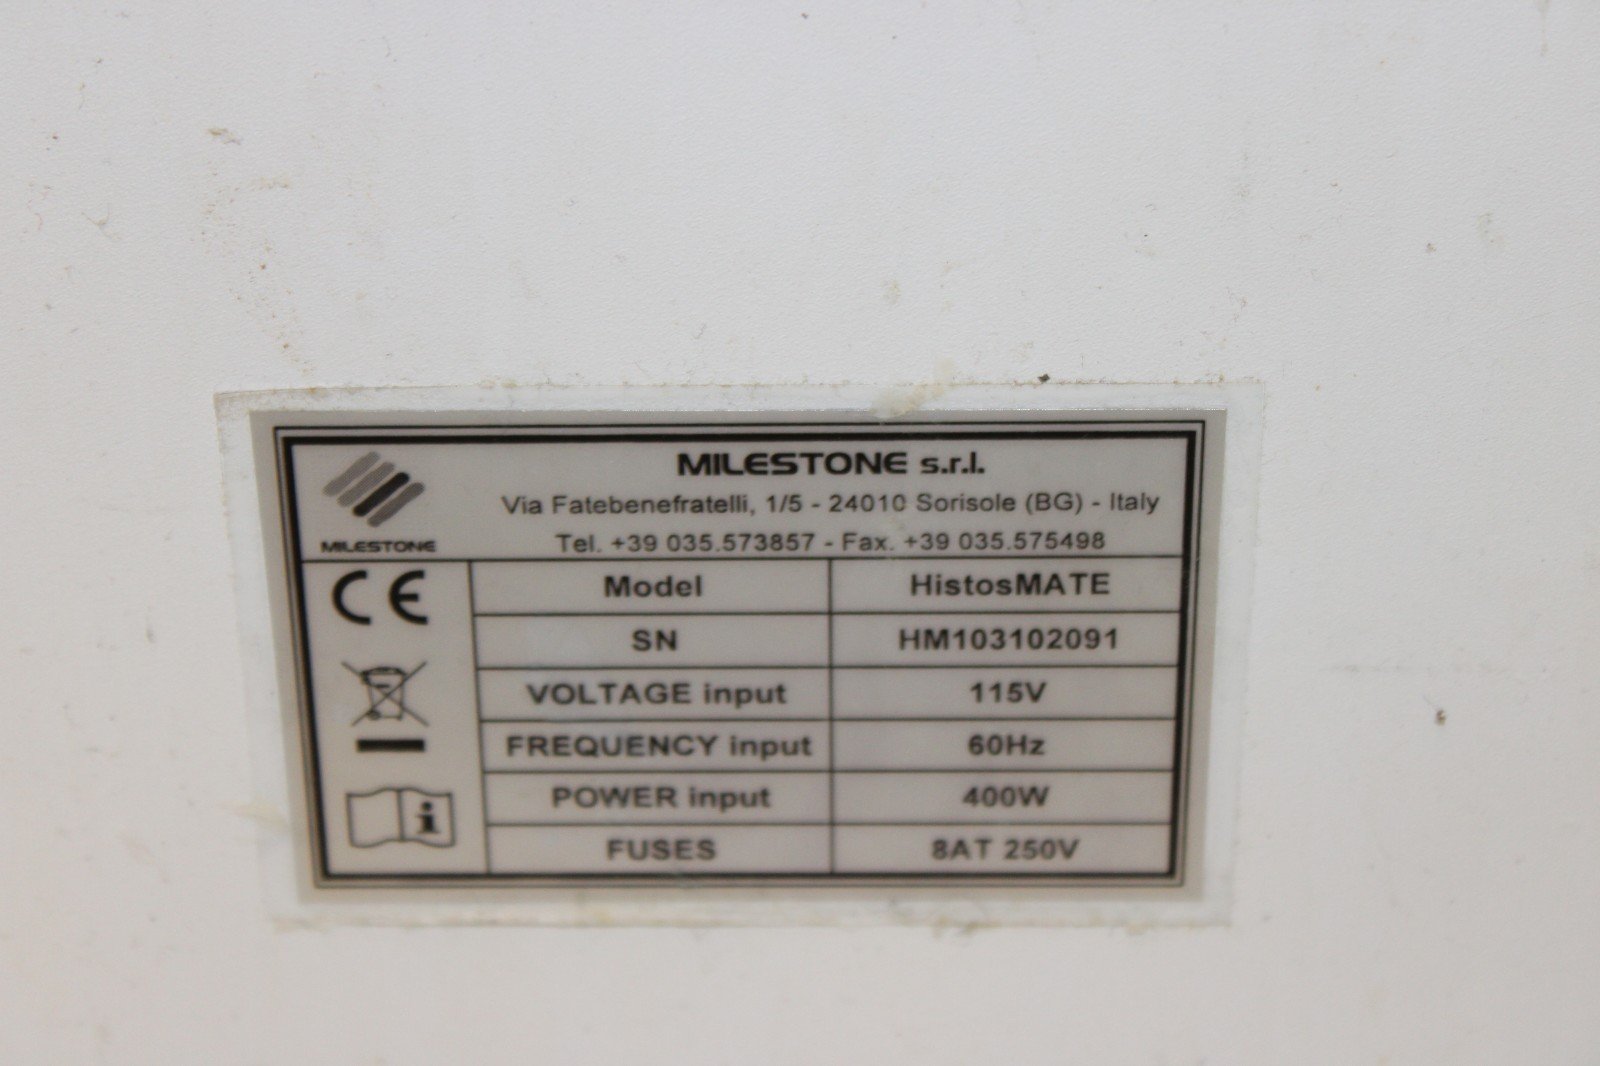 MILESTONE s.r.l.
Via Fatebenefratelli, 1/5 - 24010 Sorisole (BG) - Italy
MILESTONE
Tel. +39 035.573857 - Fax. +39 035.575498
CE
Model HistosMATE
SN HM103102091
VOLTAGE input 115V
FREQUENCY input 60Hz
POWER input 400W
i
FUSES 8AT 250V